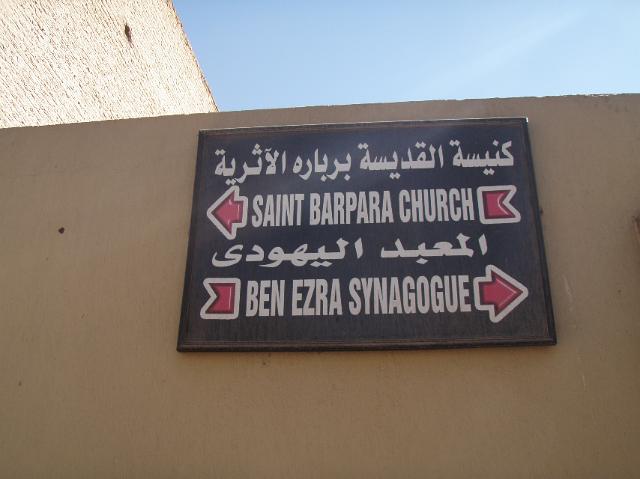 كنيسة القديسة برباره الآثرية
SAINT BARPARA CHURCH
المعبد اليهودى
BEN EZRA SYNAGOGUE